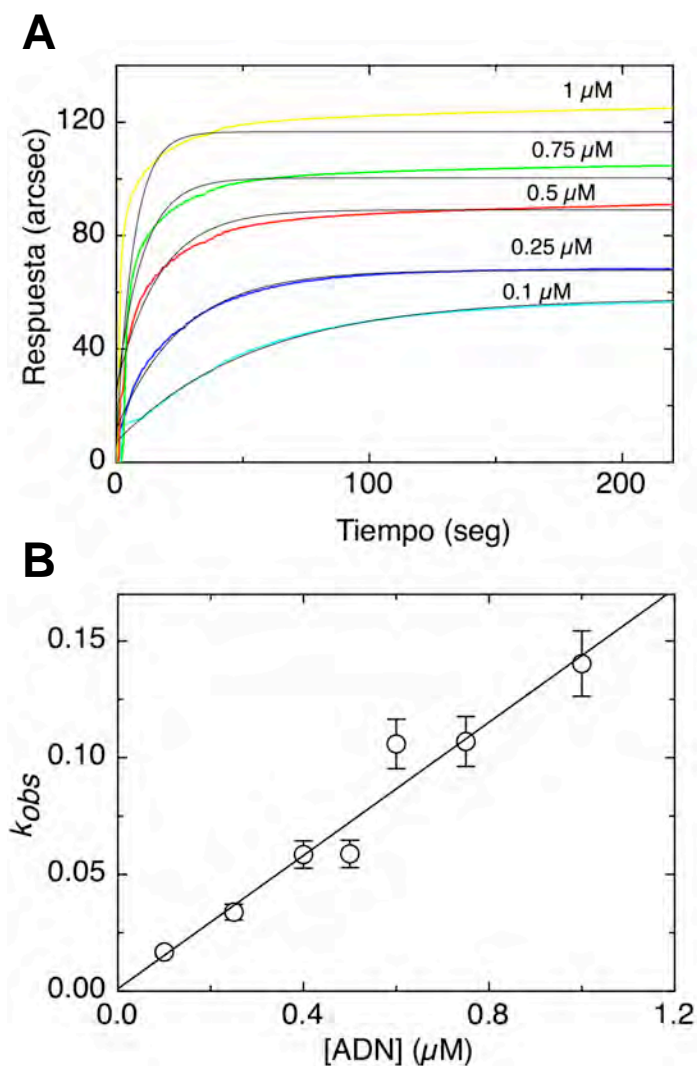 A
120
80
40
0
Respuesta (arcsec)
1 µM
0.75 µM
0.5 µM
0.25 µM
0.1 µM
0
100
200
Tiempo (seg)
B
0.15
0.10
0.05
0.00
kobs
0.0
0.4
0.8
1.2
[ADN] (µM)